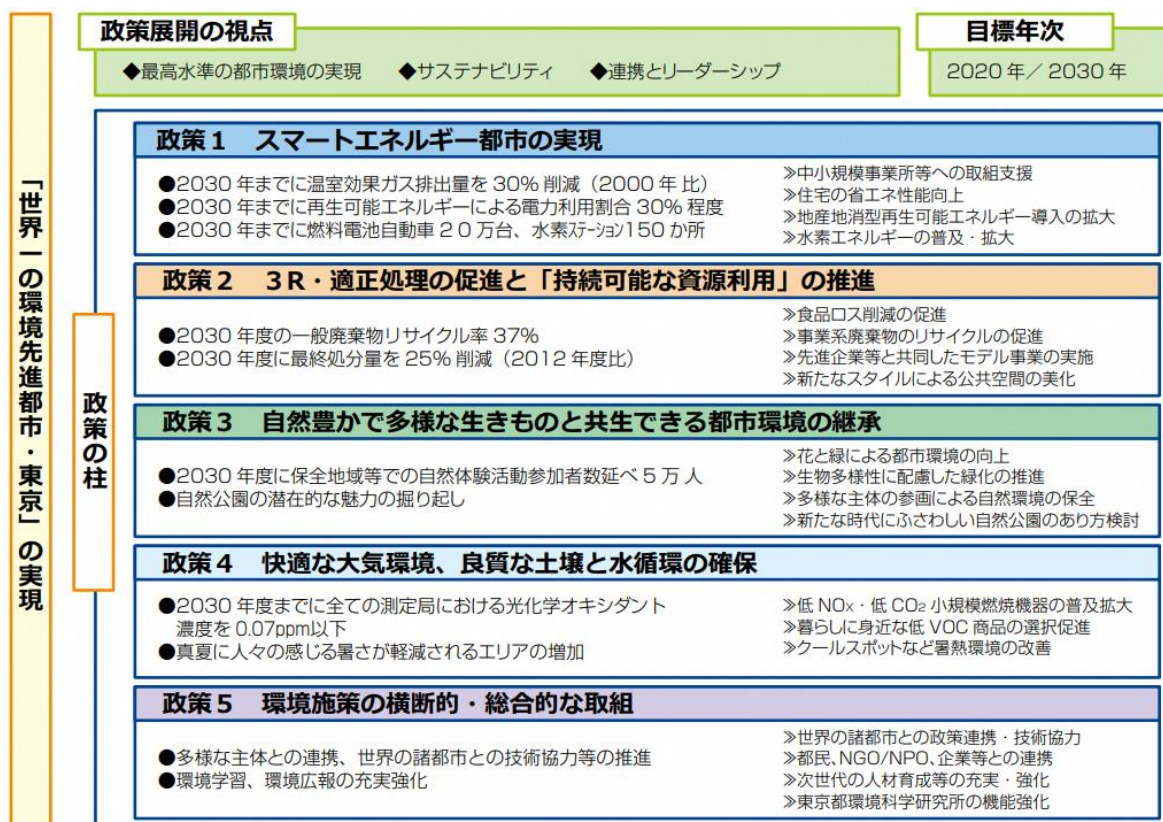 「世界一の環境先進都市・東京」の実現
政策展開の視点
◆最高水準の都市環境の実現 ◆サステナビリティ ◆連携とリーダーシップ
目標年次
2020年／2030年
政策の柱
政策1 スマートエネルギー都市の実現
●2030年までに温室効果ガス排出量を30%削減（2000年比）
●2030年までに再生可能エネルギーによる電力利用割合30%程度
●2030年までに燃料電池自動車20万台、水素ステーション150か所
≫中小規模事業所等への取組支援
≫住宅の省エネ性能向上
≫地産地消型再生可能エネルギー導入の拡大
≫水素エネルギーの普及・拡大
政策2 3R・適正処理の促進と「持続可能な資源利用」の推進
●2030年度の一般廃棄物リサイクル率37%
●2030年度に最終処分量を25%削減（2012年度比）
≫食品ロス削減の促進
≫事業系廃棄物のリサイクルの促進
≫先進企業等と共同したモデル事業の実施
≫新たなスタイルによる公共空間の美化
政策3 自然豊かで多様な生きものと共生できる都市環境の継承
●2030年度に保全地域等での自然体験活動参加者数延べ5万人
●自然公園の潜在的な魅力の掘り起し
≫花と緑による都市環境の向上
≫生物多様性に配慮した緑化の推進
≫多様な主体の参画による自然環境の保全
≫新たな時代にふさわしい自然公園のあり方検討
政策4 快適な大気環境、良質な土壌と水循環の確保
●2030年度までに全ての測定局における光化学オキシダント
濃度を0.07ppm以下
●真夏に人々の感じる暑さが軽減されるエリアの増加
≫低NOx・低CO₂小規模燃焼機器の普及拡大
≫暮らしに身近な低VOC商品の選択促進
≫クールスポットなど暑熱環境の改善
政策5 環境施策の横断的・総合的な取組
●多様な主体との連携、世界の諸都市との技術協力等の推進
●環境学習、環境広報の充実強化
≫世界の諸都市との政策連携・技術協力
≫都民、NGO/NPO、企業等との連携
≫次世代の人材育成等の充実・強化
≫東京都環境科学研究所の機能強化